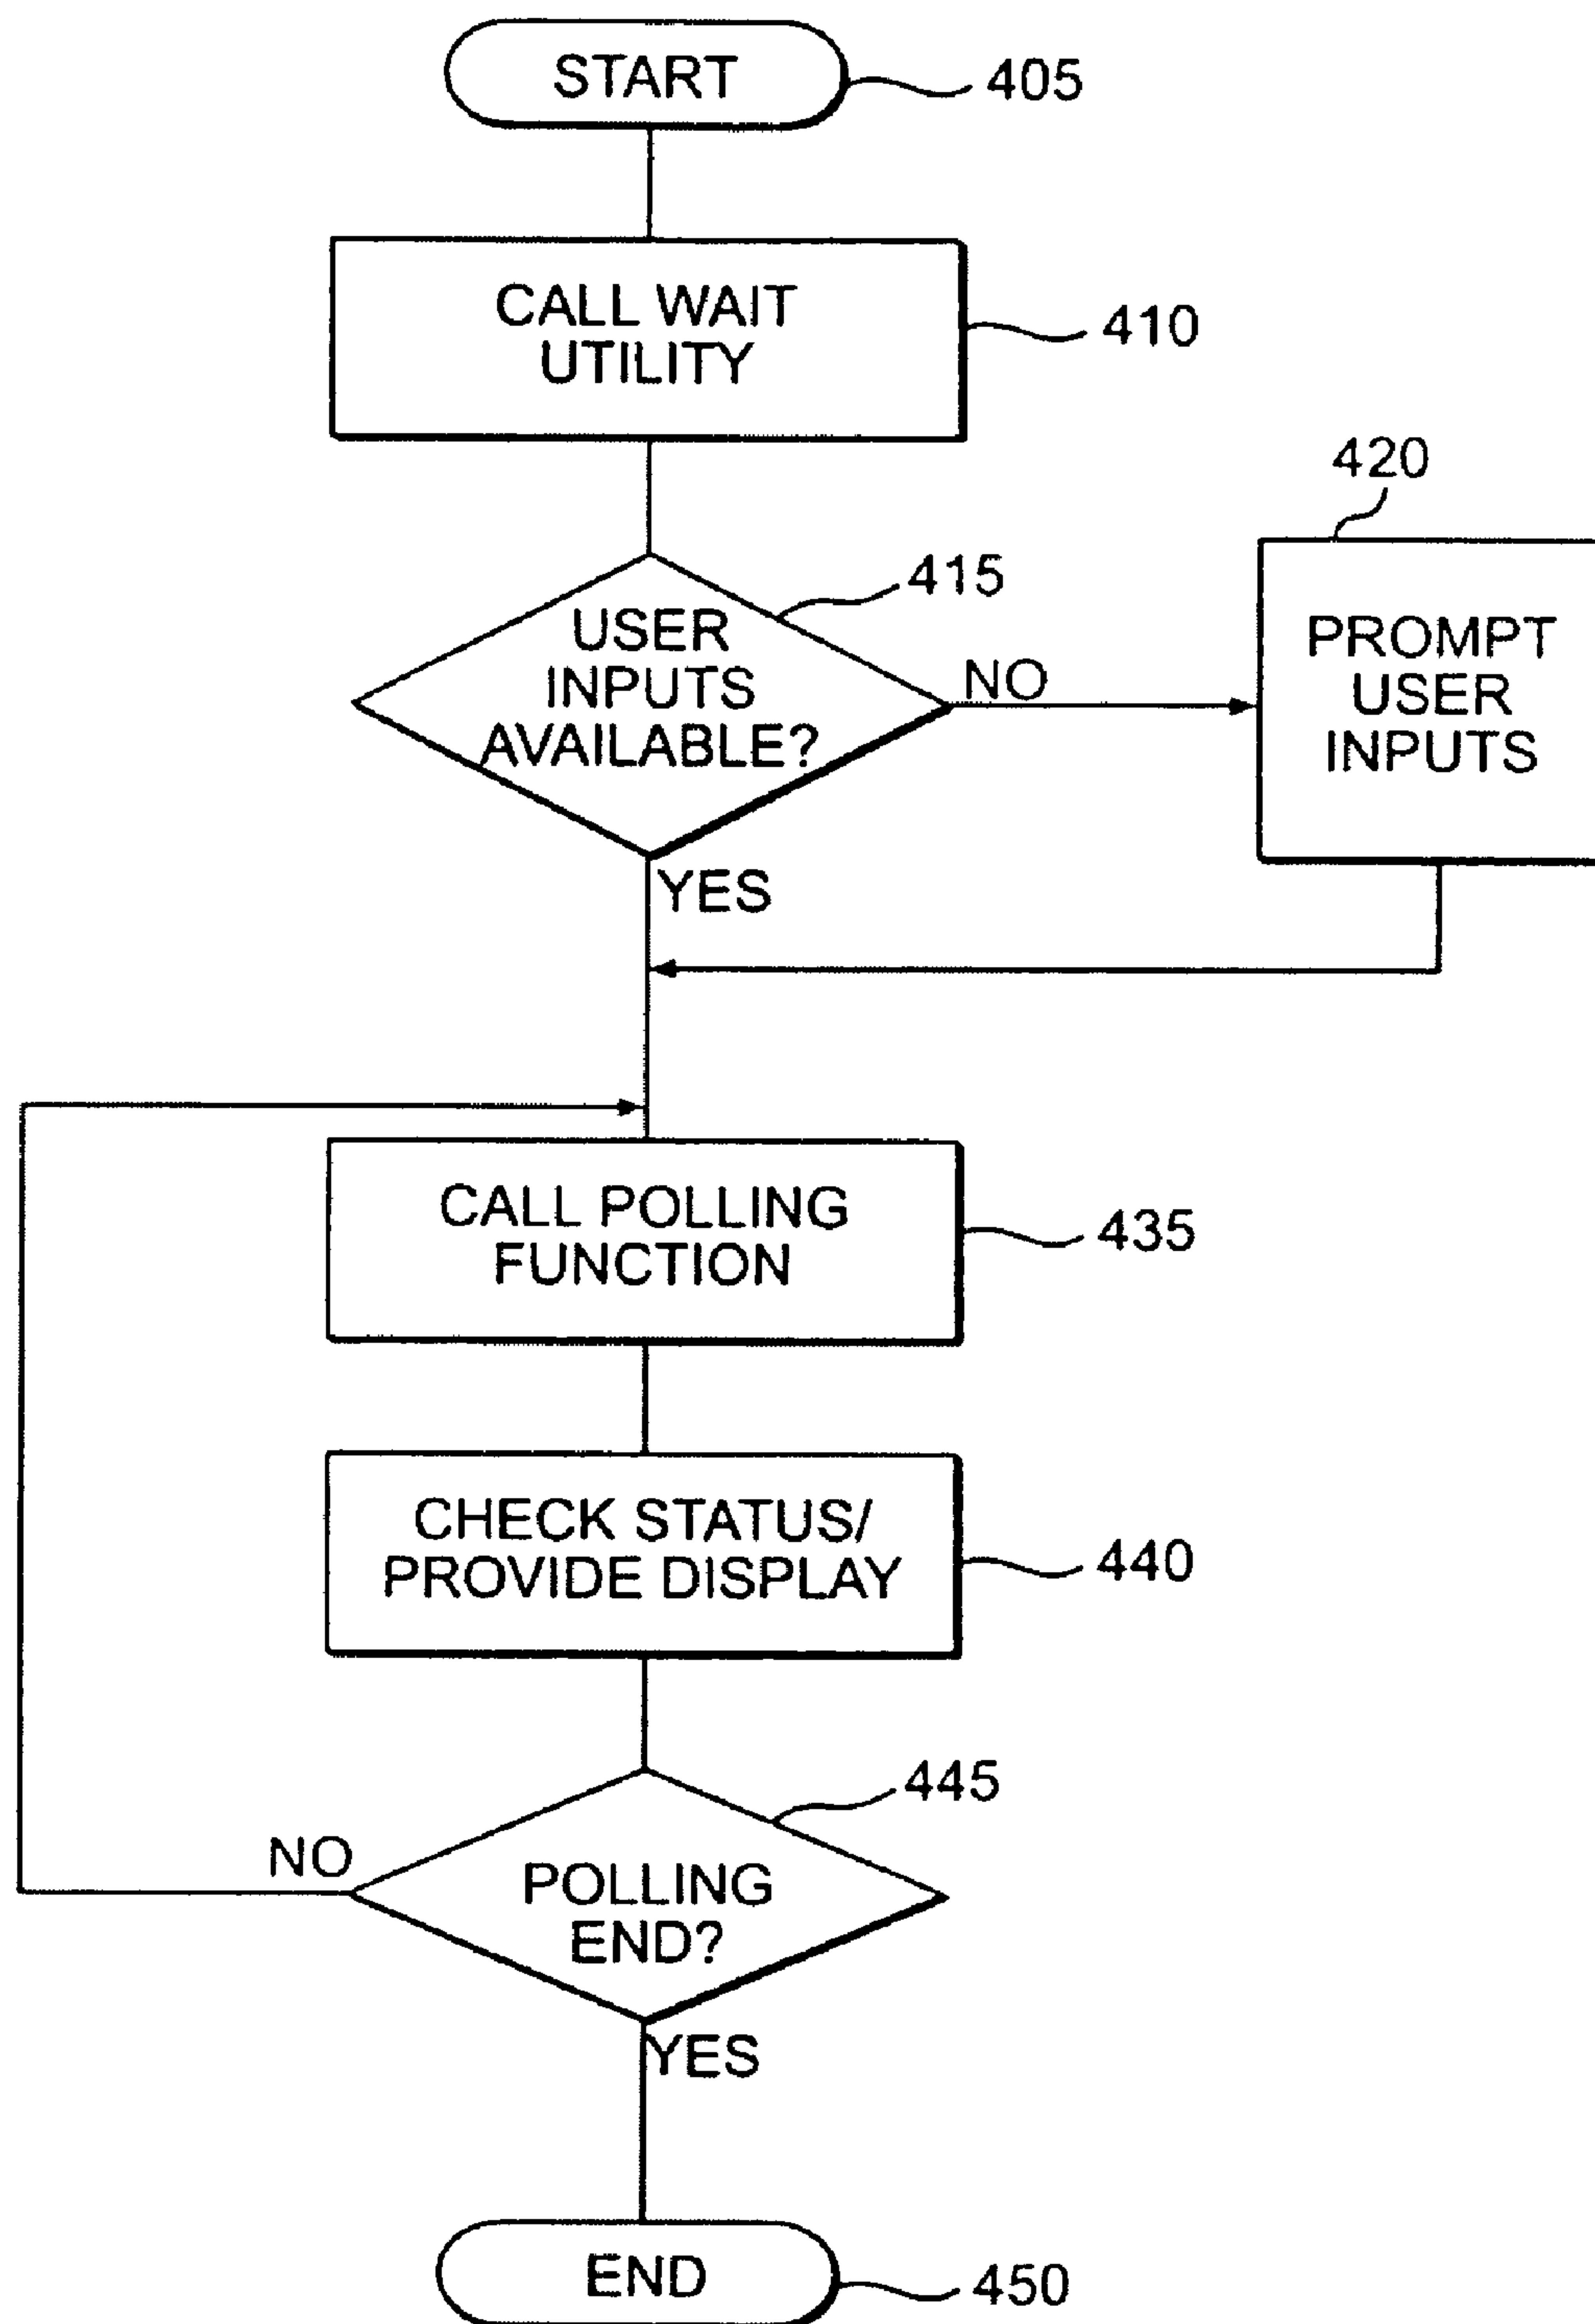 START
405
CALL WAIT
UTILITY
410
420
415
USER
INPUTS
AVAILABLE?
NO
PROMPT
USER
INPUTS
YES
CALL POLLING
FUNCTION
435
CHECK STATUS/
PROVIDE DISPLAY
440
445
NO
POLLING
END?
YES
END
450